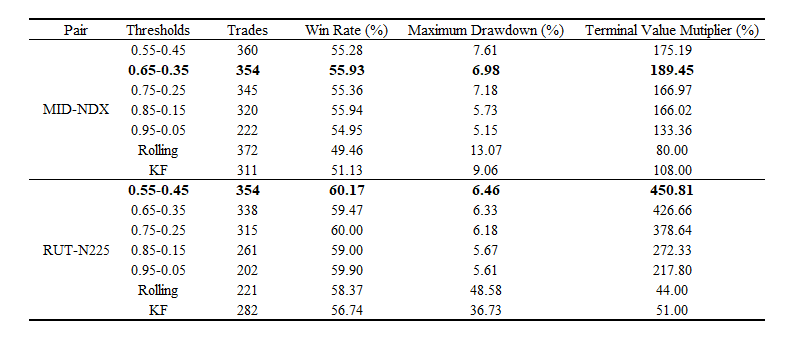 Pair Thresholds Trades Win Rate (%) Maximum Drawdown (%) Terminal Value Mutiplier (%)
0.55-0.45 360 55.28 7.61 175.19
0.65-0.35 354 55.93 6.98 189.45
0.75-0.25 345 55.36 7.18 166.97
MID-NDX 0.85-0.15 320 55.94 5.73 166.02
0.95-0.05 222 54.95 5.15 133.36
Rolling 372 49.46 13.07 80.00
KF 311 51.13 9.06 108.00
0.55-0.45 354 60.17 6.46 450.81
0.65-0.35 338 59.47 6.33 426.66
0.75-0.25 315 60.00 6.18 378.64
RUT-N225 0.85-0.15 261 59.00 5.67 272.33
0.95-0.05 202 59.90 5.61 217.80
Rolling 221 58.37 48.58 44.00
KF 282 56.74 36.73 51.00